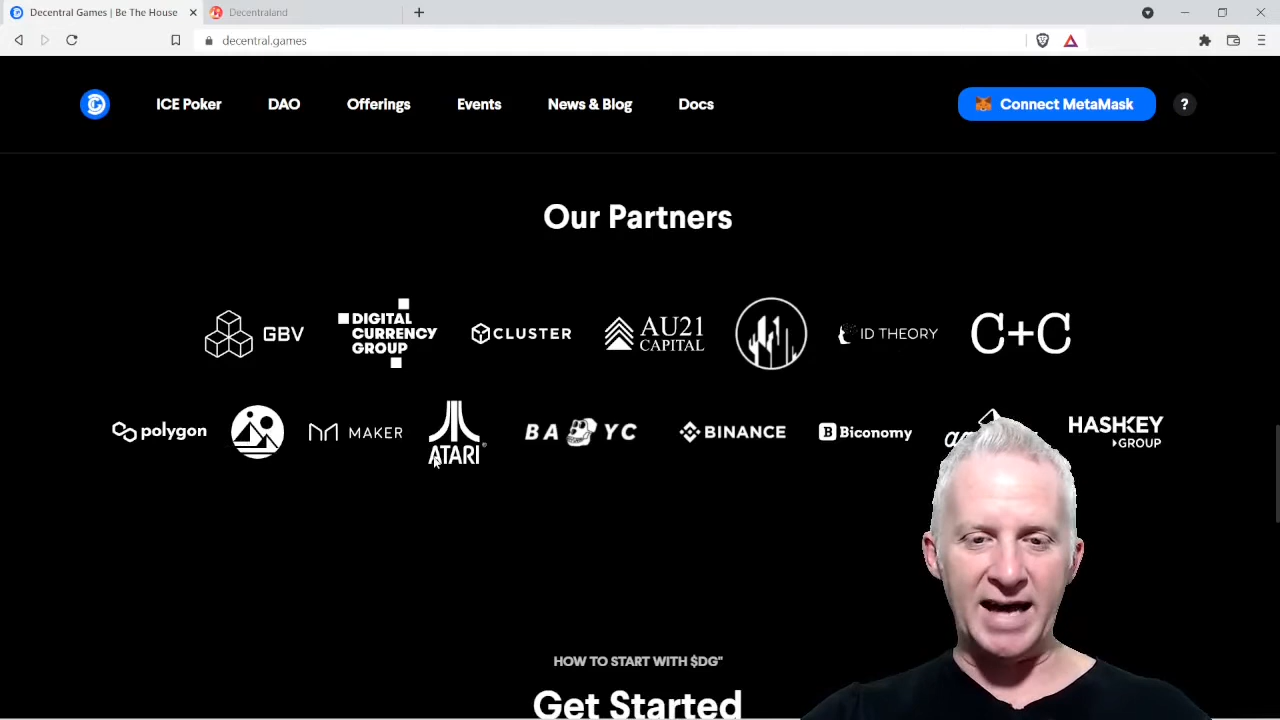 Decentral Games | Be The House
Decentraland
decentral.games
ICE Poker
DAO
Offerings
Events
News & Blog
Docs
Connect MetaMask
?
Our Partners
GBV
DIGITAL
CURRENCY
GROUP
CLUSTER
AU21
CAPITAL
ID THEORY
C+C
polygon
MAKER
ATARI
BAYC
BINANCE
Biconomy
HASHKEY
GROUP
HOW TO START WITH $DG"
Get Started